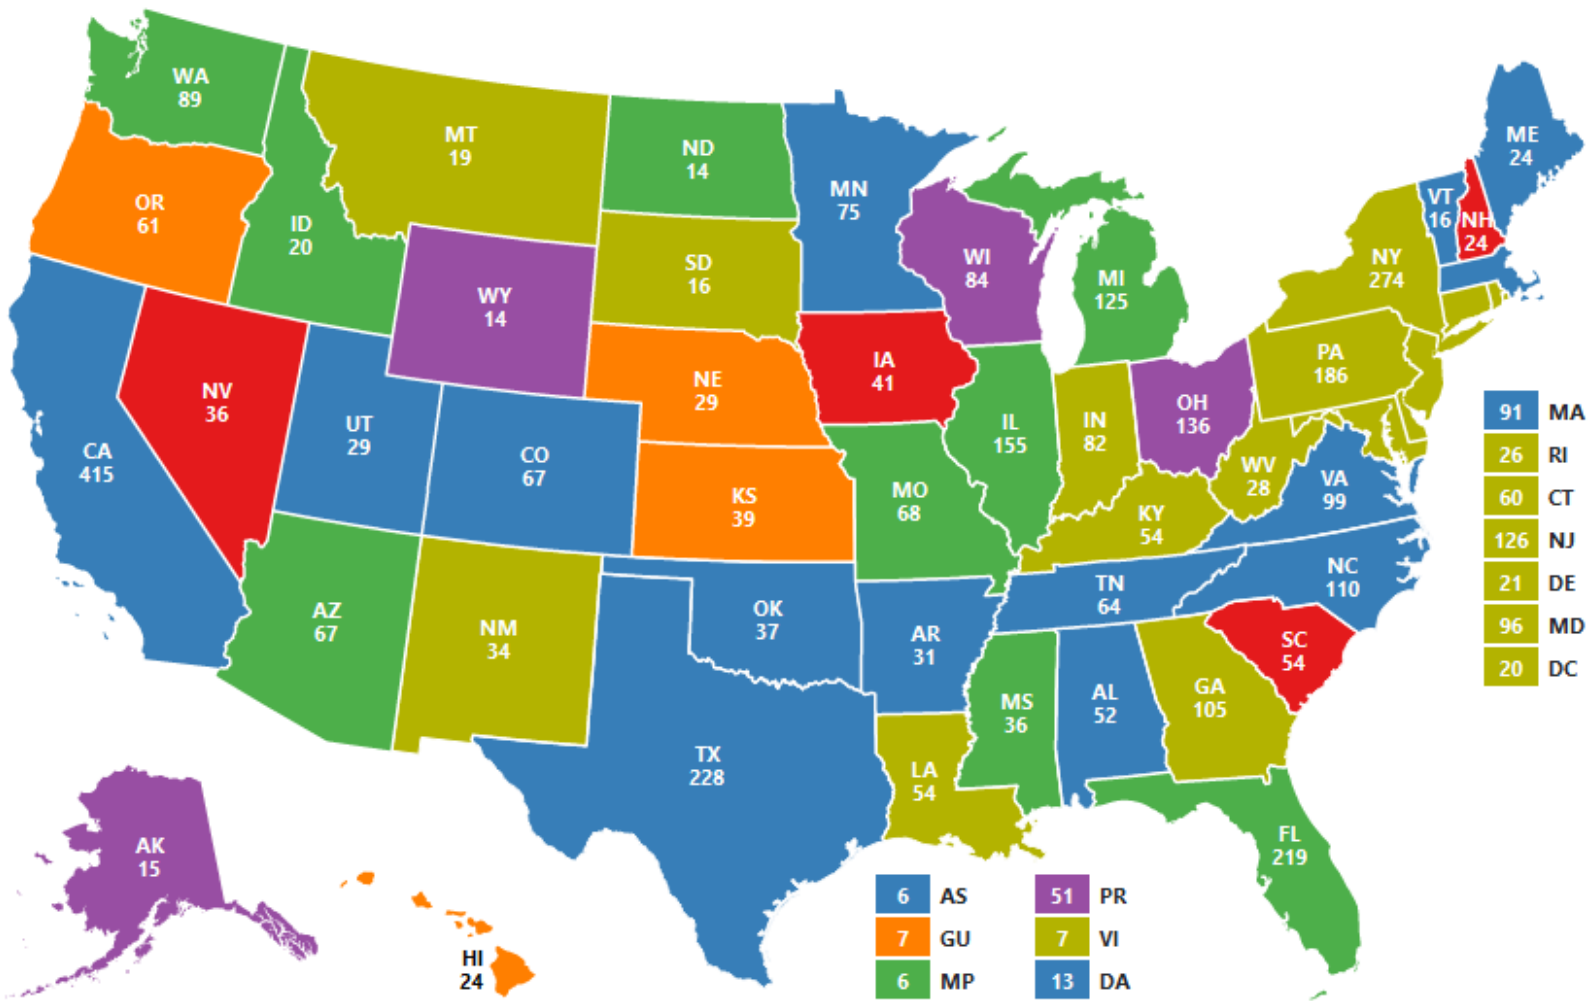 WA
89
MT
19
ND
14
MN
75
ME
24
VT
16
NH
24
OR
61
ID
20
SD
16
WI
84
MI
125
NY
274
WY
14
NE
29
IA
41
PA
186
NV
36
UT
29
CO
67
CA
415
KS
39
MO
68
IL
155
IN
82
OH
136
WV
28
VA
99
KY
54
91 MA
26 RI
60 CT
126 NJ
21 DE
96 MD
20 DC
AZ
67
NM
34
OK
37
AR
31
TN
64
NC
110
SC
54
MS
36
AL
52
GA
105
TX
228
LA
54
FL
219
AK
15
HI
24
6 AS
51 PR
7 GU
7 VI
6 MP
13 DA